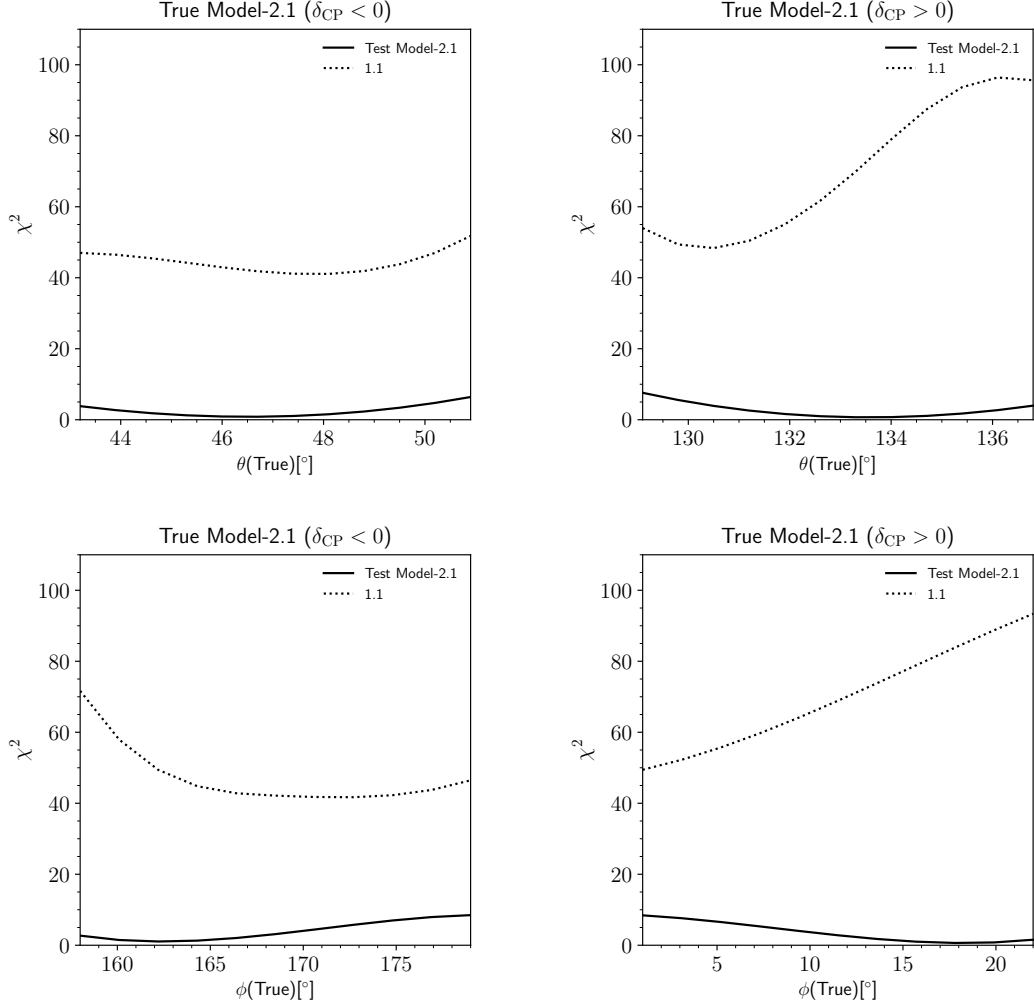 True Model-2.1 (δCP < 0)
Test Model-2.1
1.1
χ²
100
80
60
40
20
0
44 46 48 50
θ(True)[°]
True Model-2.1 (δCP > 0)
Test Model-2.1
1.1
χ²
100
80
60
40
20
0
130 132 134 136
θ(True)[°]
True Model-2.1 (δCP < 0)
Test Model-2.1
1.1
χ²
100
80
60
40
20
0
160 165 170 175
ϕ(True)[°]
True Model-2.1 (δCP > 0)
Test Model-2.1
1.1
χ²
100
80
60
40
20
0
5 10 15 20
ϕ(True)[°]